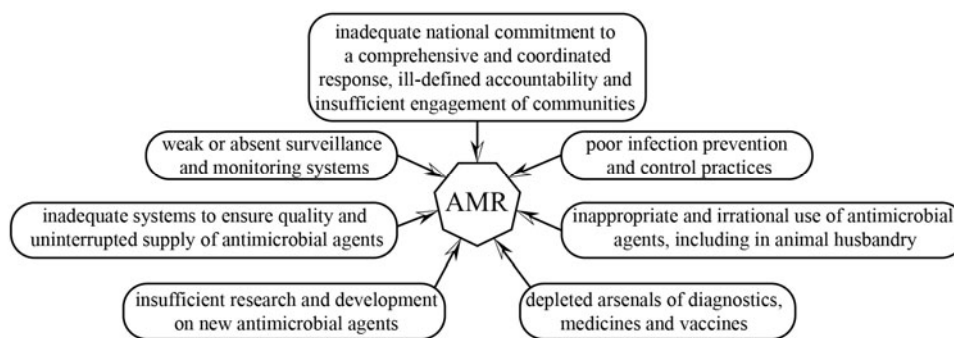 inadequate national commitment to
a comprehensive and coordinated
response, ill-defined accountability and
insufficient engagement of communities
weak or absent surveillance
and monitoring systems
poor infection prevention
and control practices
AMR
inadequate systems to ensure quality and
uninterrupted supply of antimicrobial agents
inappropriate and irrational use of antimicrobial
agents, including in animal husbandry
insufficient research and development
on new antimicrobial agents
depleted arsenals of diagnostics,
medicines and vaccines